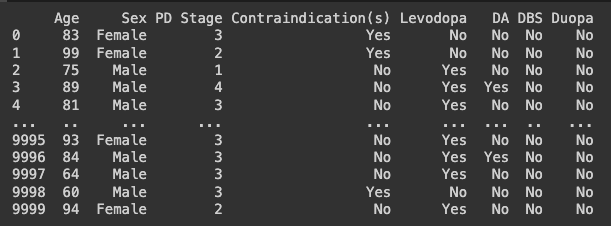 Age Sex PD Stage Contraindication(s) Levodopa DA DBS Duopa
0 83 Female 3 Yes No No No No
1 99 Female 2 Yes No No No No
2 75 Male 1 No Yes No No No
3 89 Male 4 No Yes Yes No No
4 81 Male 3 No Yes No No No
... .. ... ... ... ... ... .. ...
9995 93 Female 3 No Yes No No No
9996 84 Male 3 No Yes Yes No No
9997 64 Male 3 No Yes No No No
9998 60 Male 3 Yes No No No No
9999 94 Female 2 No Yes No No No